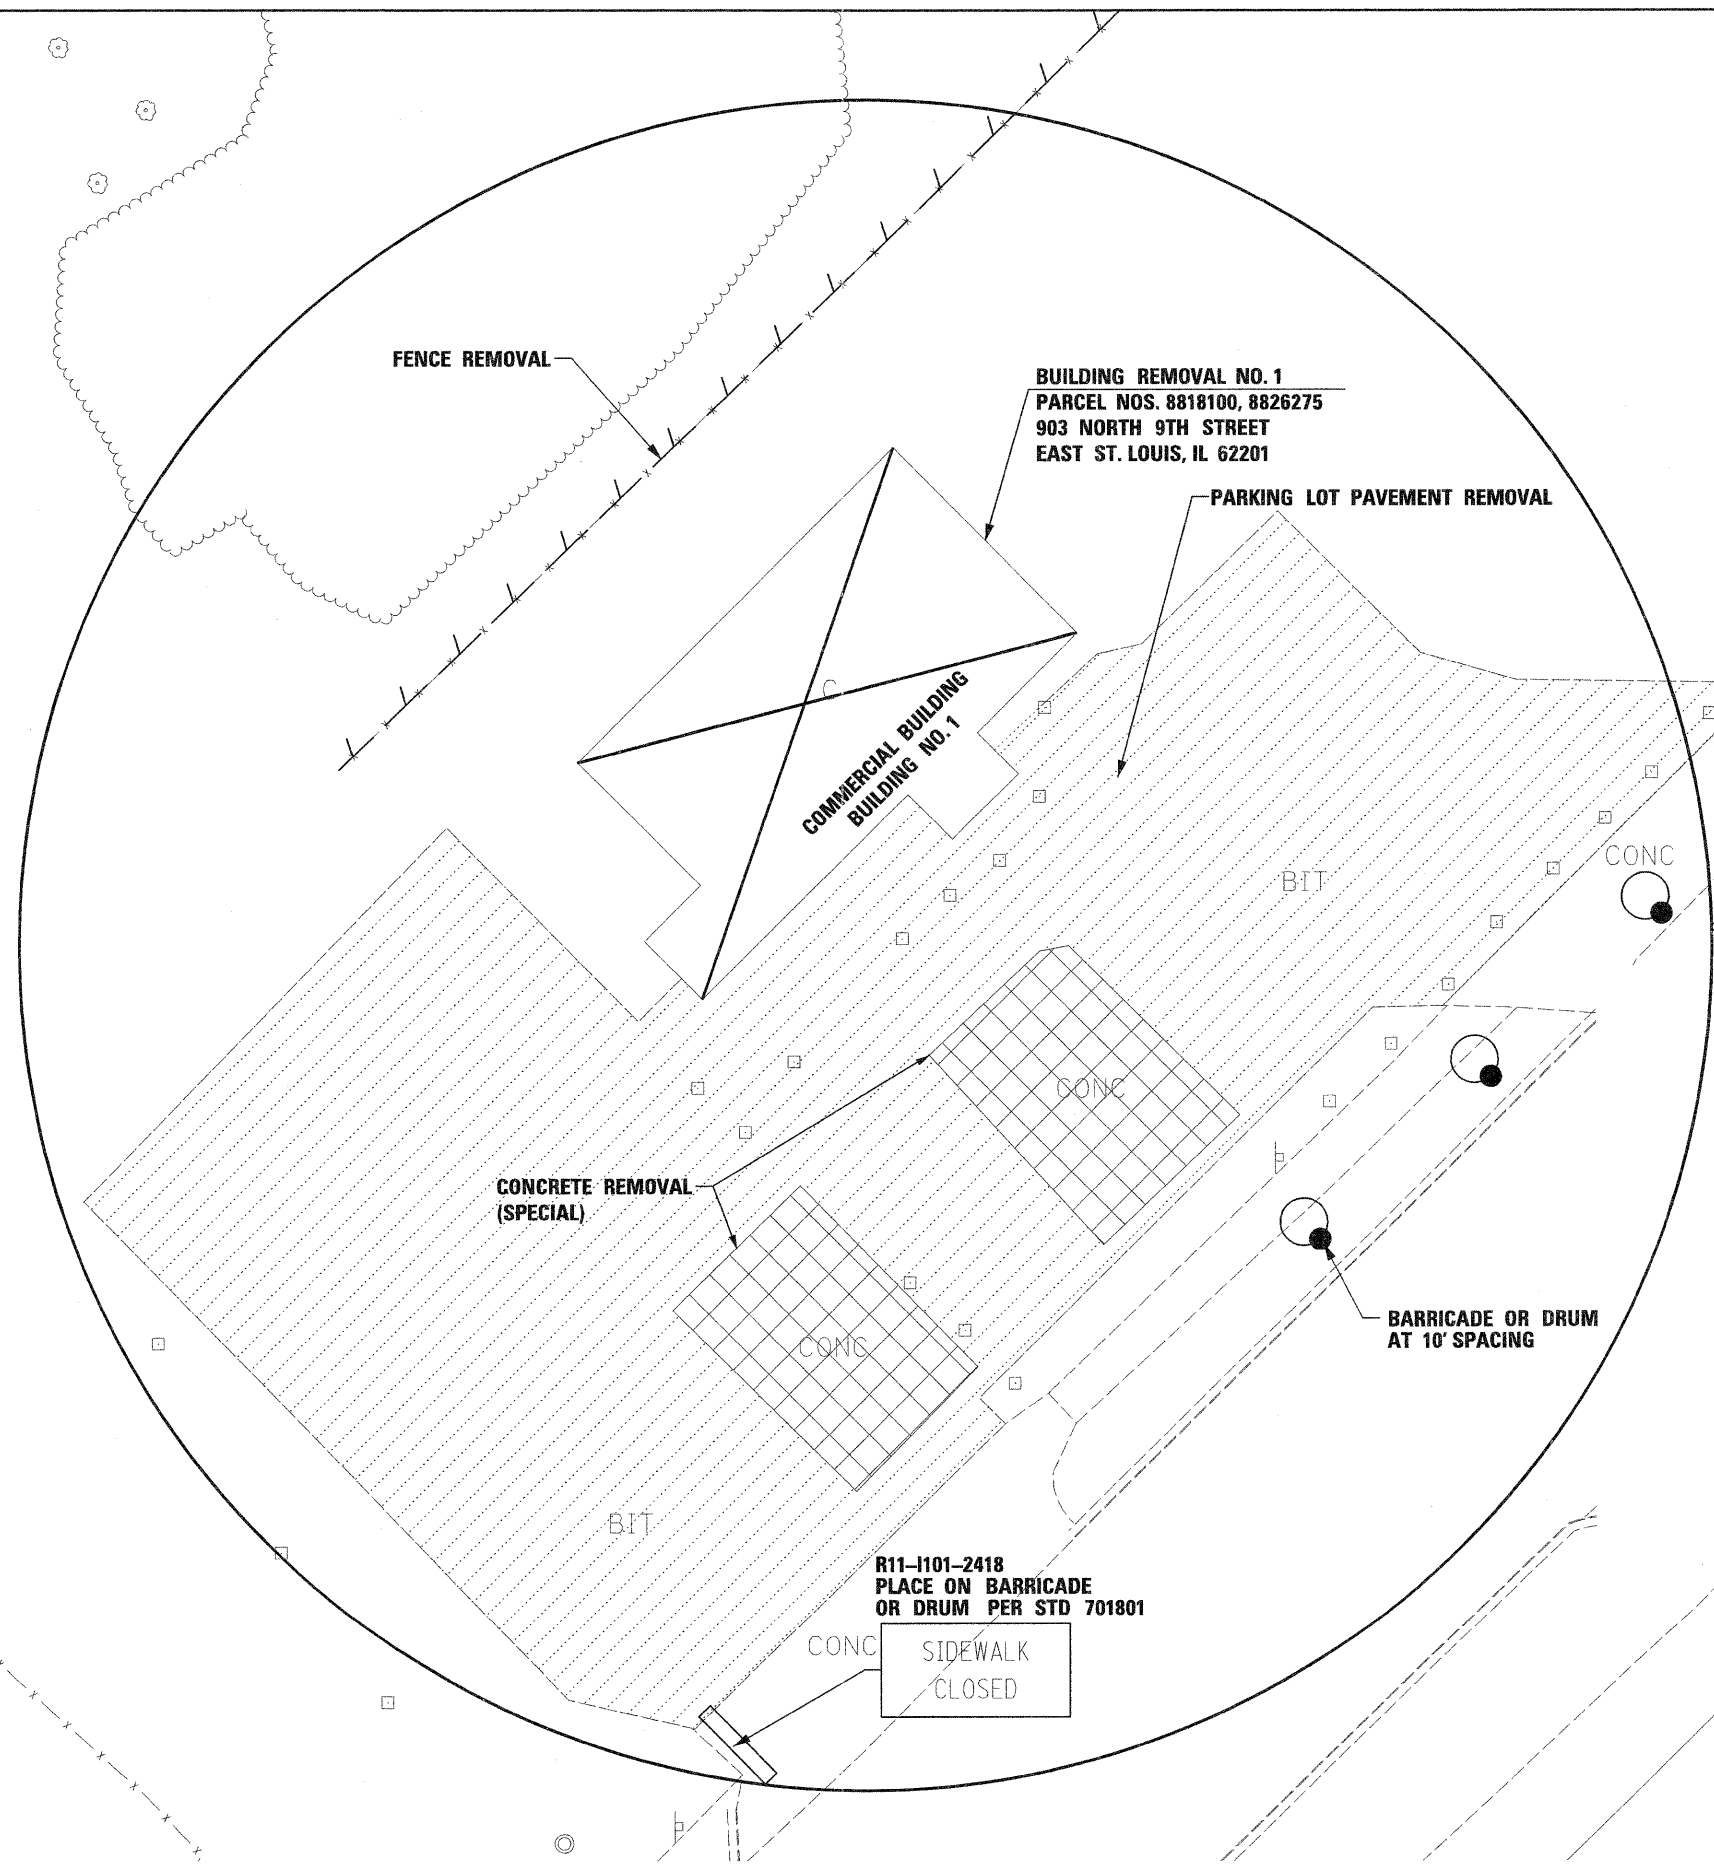 FENCE REMOVAL
BUILDING REMOVAL NO. 1
PARCEL NOS. 8818100, 8826275
903 NORTH 9TH STREET
EAST ST. LOUIS, IL 62201
PARKING LOT PAVEMENT REMOVAL
C
COMMERCIAL BUILDING
BUILDING NO. 1
CONC
BIT
CONC
CONCRETE REMOVAL
(SPECIAL)
BARRICADE OR DRUM
AT 10' SPACING
CONC
BIT
R11-I101-2418
PLACE ON BARRICADE
OR DRUM PER STD 701801
CONC
SIDEWALK
CLOSED